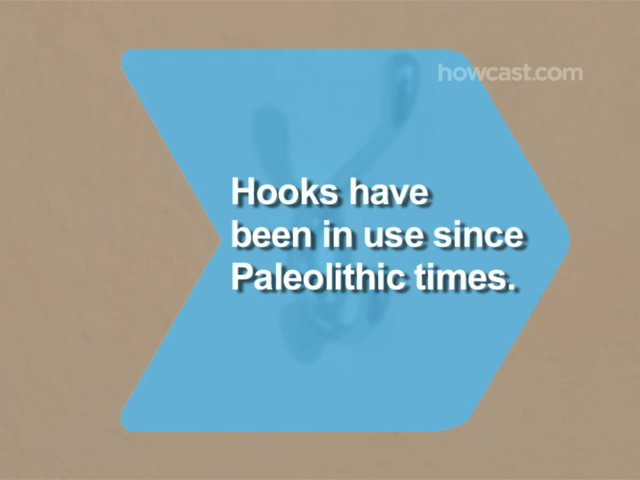 howcast.com
Hooks have
been in use since
Paleolithic times.